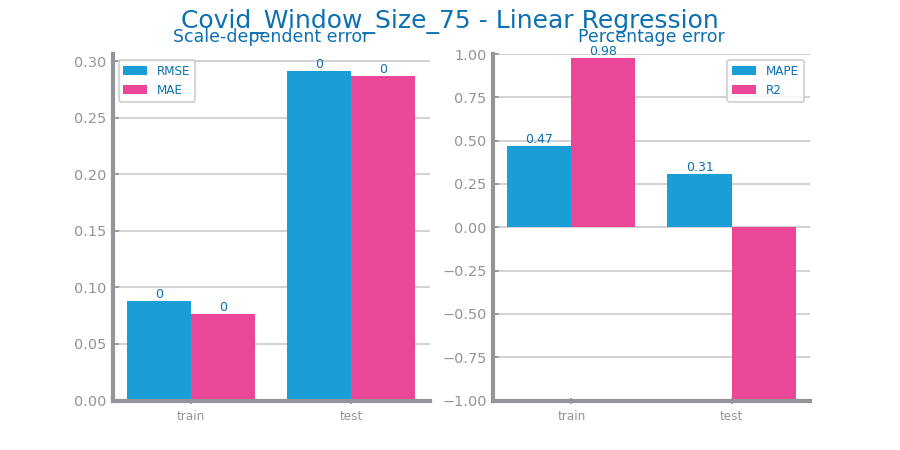 Covid_Window_Size_75 - Linear Regression
Scale-dependent error
RMSE
MAE
0.30
0.25
0.20
0.15
0.10
0.05
0.00
0
0
0
0
train
test
Percentage error
MAPE
R2
1.00
0.75
0.50
0.25
0.00
−0.25
−0.50
−0.75
−1.00
0.47
0.98
0.31
train
test